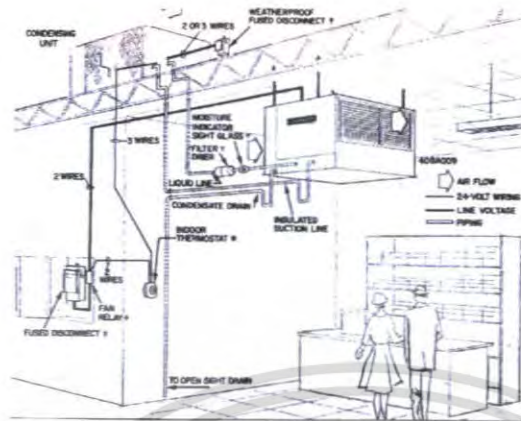 WEATHERPROOF
FUSED DISCONNECT †
2 OR 3 WIRES
CONDENSING
UNIT
MOISTURE
INDICATOR
SIGHT GLASS †
FILTER †
DRIER
3 WIRES
2 WIRES
LIQUID LINE
CONDENSATE DRAIN
INSULATED
SUCTION LINE
40BA009
AIR FLOW
24-VOLT WIRING
LINE VOLTAGE
PIPING
INDOOR
THERMOSTAT *
2
WIRES
FAN
RELAY *
FUSED DISCONNECT †
TO OPEN SIGHT DRAIN